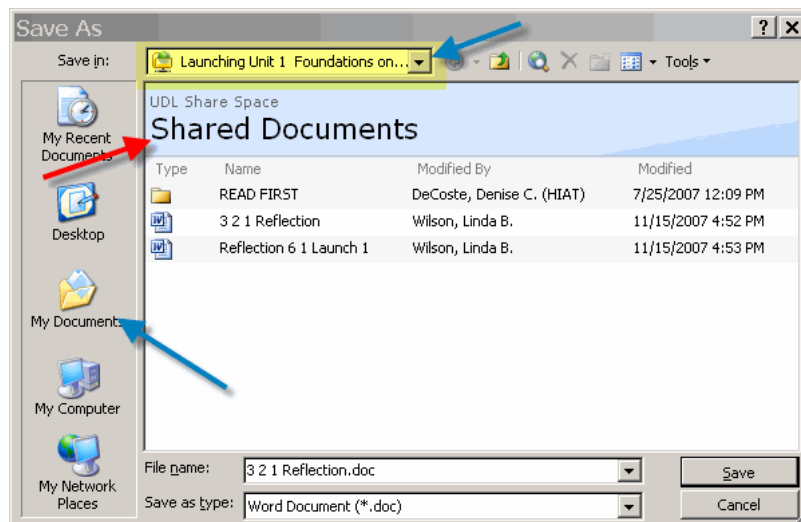 Save As
Save in:
Launching Unit 1 Foundations on...
Tools
UDL Share Space
Shared Documents
My Recent
Documents
Desktop
My Documents
My Computer
My Network
Places
Type Name Modified By Modified
READ FIRST DeCoste, Denise C. (HIAT) 7/25/2007 12:09 PM
3 2 1 Reflection Wilson, Linda B. 11/15/2007 4:52 PM
Reflection 6 1 Launch 1 Wilson, Linda B. 11/15/2007 4:53 PM
File name: 3 2 1 Reflection.doc Save
Save as type: Word Document (*.doc) Cancel